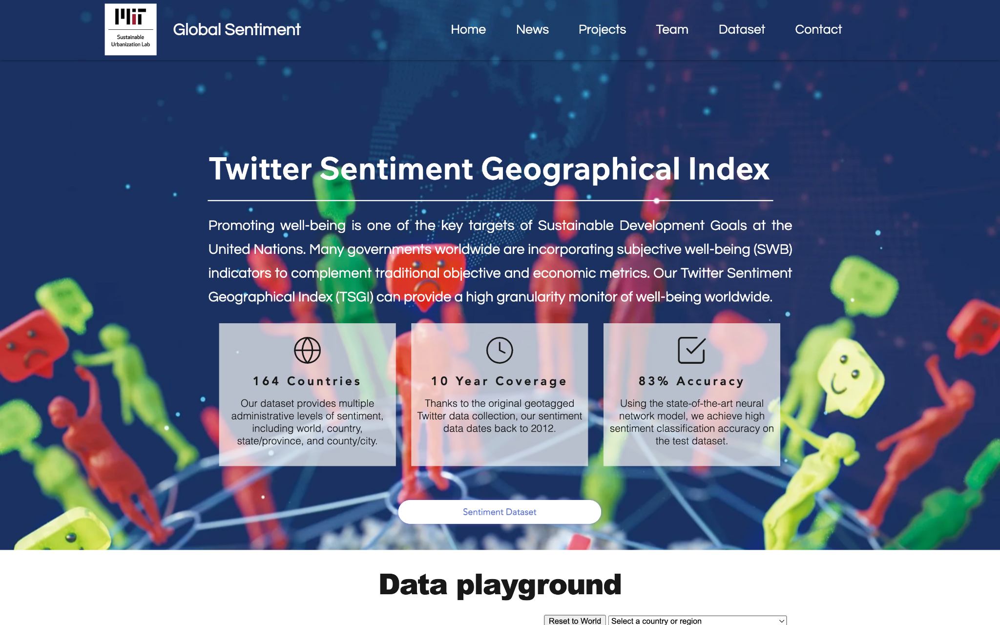 MiT
Sustainable
Urbanization Lab
Global Sentiment
Home News Projects Team Dataset Contact
Twitter Sentiment Geographical Index
Promoting well-being is one of the key targets of Sustainable Development Goals at the
United Nations. Many governments worldwide are incorporating subjective well-being (SWB)
indicators to complement traditional objective and economic metrics. Our Twitter Sentiment
Geographical Index (TSGI) can provide a high granularity monitor of well-being worldwide.
164 Countries
Our dataset provides multiple
administrative levels of sentiment,
including world, country,
state/province, and county/city.
10 Year Coverage
Thanks to the original geotagged
Twitter data collection, our sentiment
data dates back to 2012.
83% Accuracy
Using the state-of-the-art neural
network model, we achieve high
sentiment classification accuracy on
the test dataset.
Sentiment Dataset
Data playground
Reset to World Select a country or region